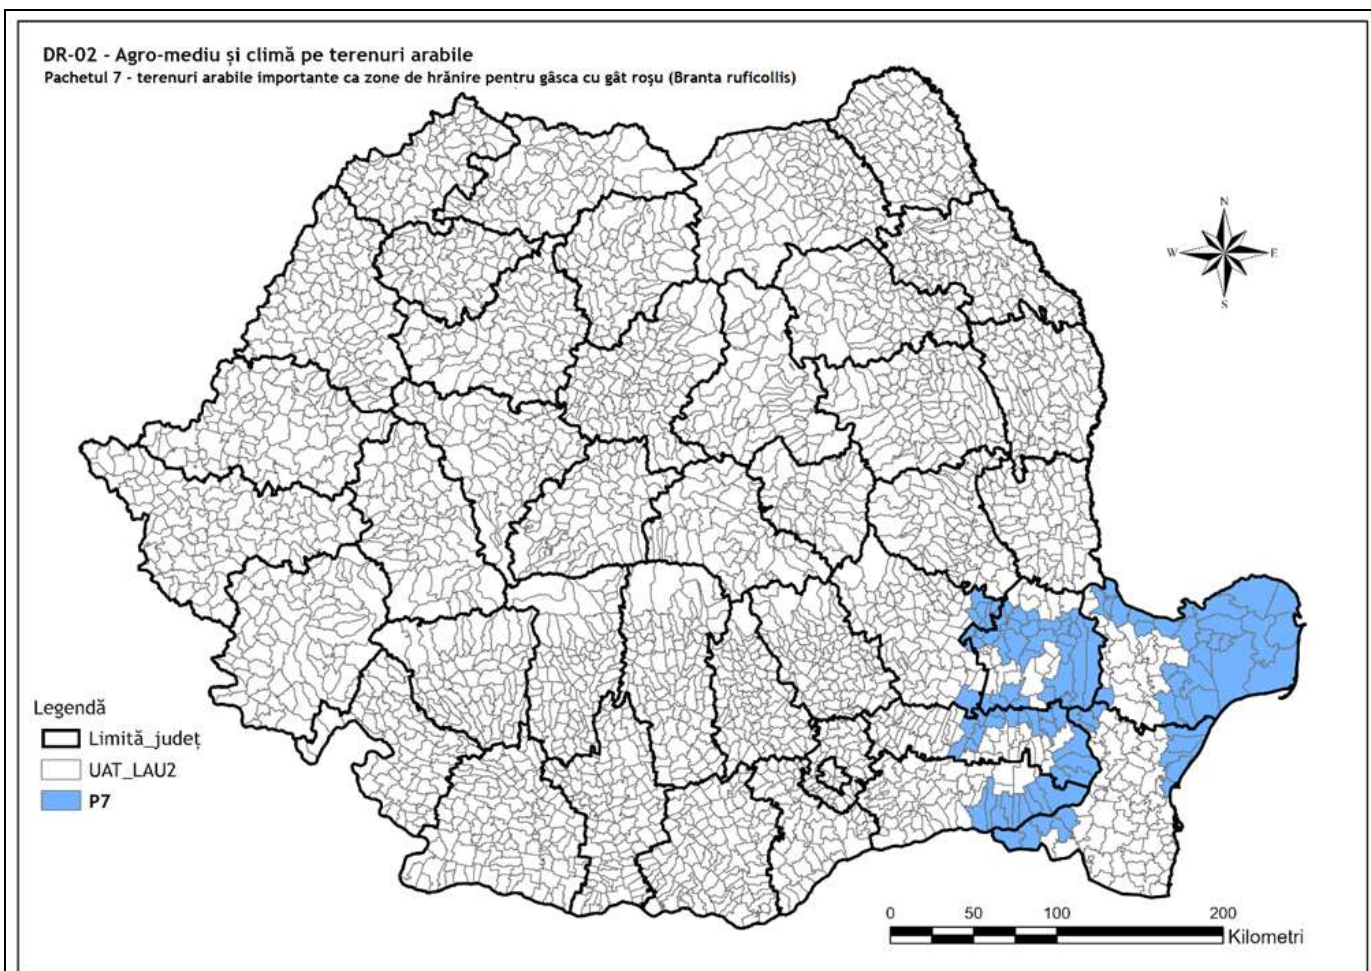 DR-02 - Agro-mediu și climă pe terenuri arabile
Pachetul 7 - terenuri arabile importante ca zone de hrănire pentru gâsca cu gât roșu (Branta ruficollis)
N
W E
S
Legendă
Limită_județ
UAT_LAU2
P7
0 50 100 200
Kilometri